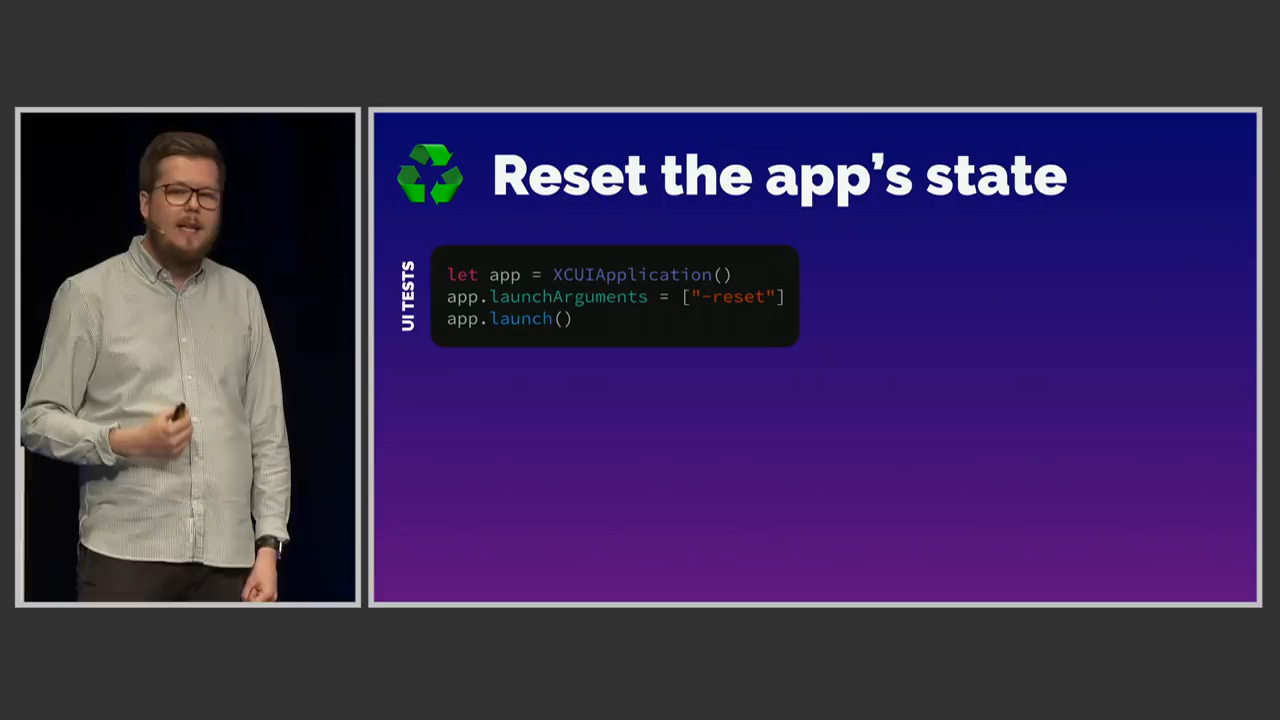 Reset the app’s state
UI TESTS
let app = XCUIApplication()
app.launchArguments = ["-reset"]
app.launch()